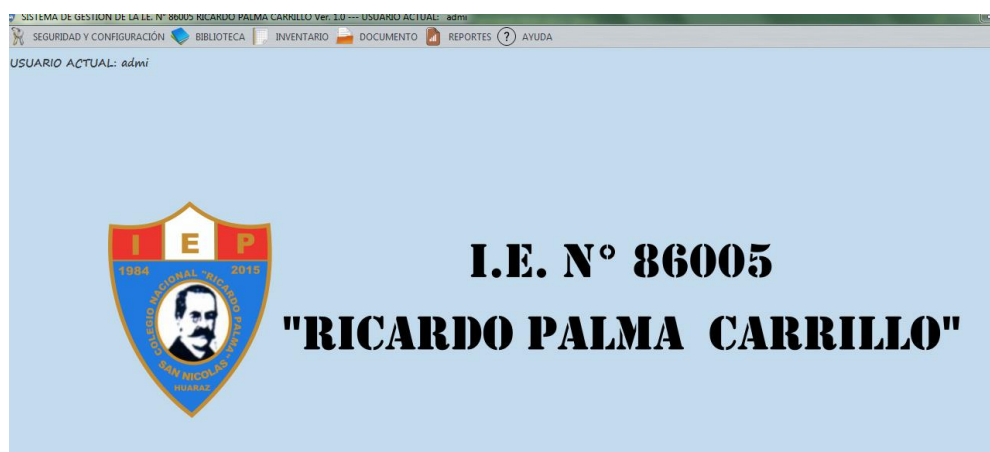 SISTEMA DE GESTION DE LA I.E. N° 86005 RICARDO PALMA CARRILLO Ver. 1.0 --- USUARIO ACTUAL: admi
SEGURIDAD Y CONFIGURACIÓN BIBLIOTECA INVENTARIO DOCUMENTO REPORTES ? AYUDA
USUARIO ACTUAL: admi
I E P
1984 2015
COLEGIO NACIONAL "RICARDO PALMA"
SAN NICOLAS
HUARAZ
I.E. N° 86005
"RICARDO PALMA CARRILLO"